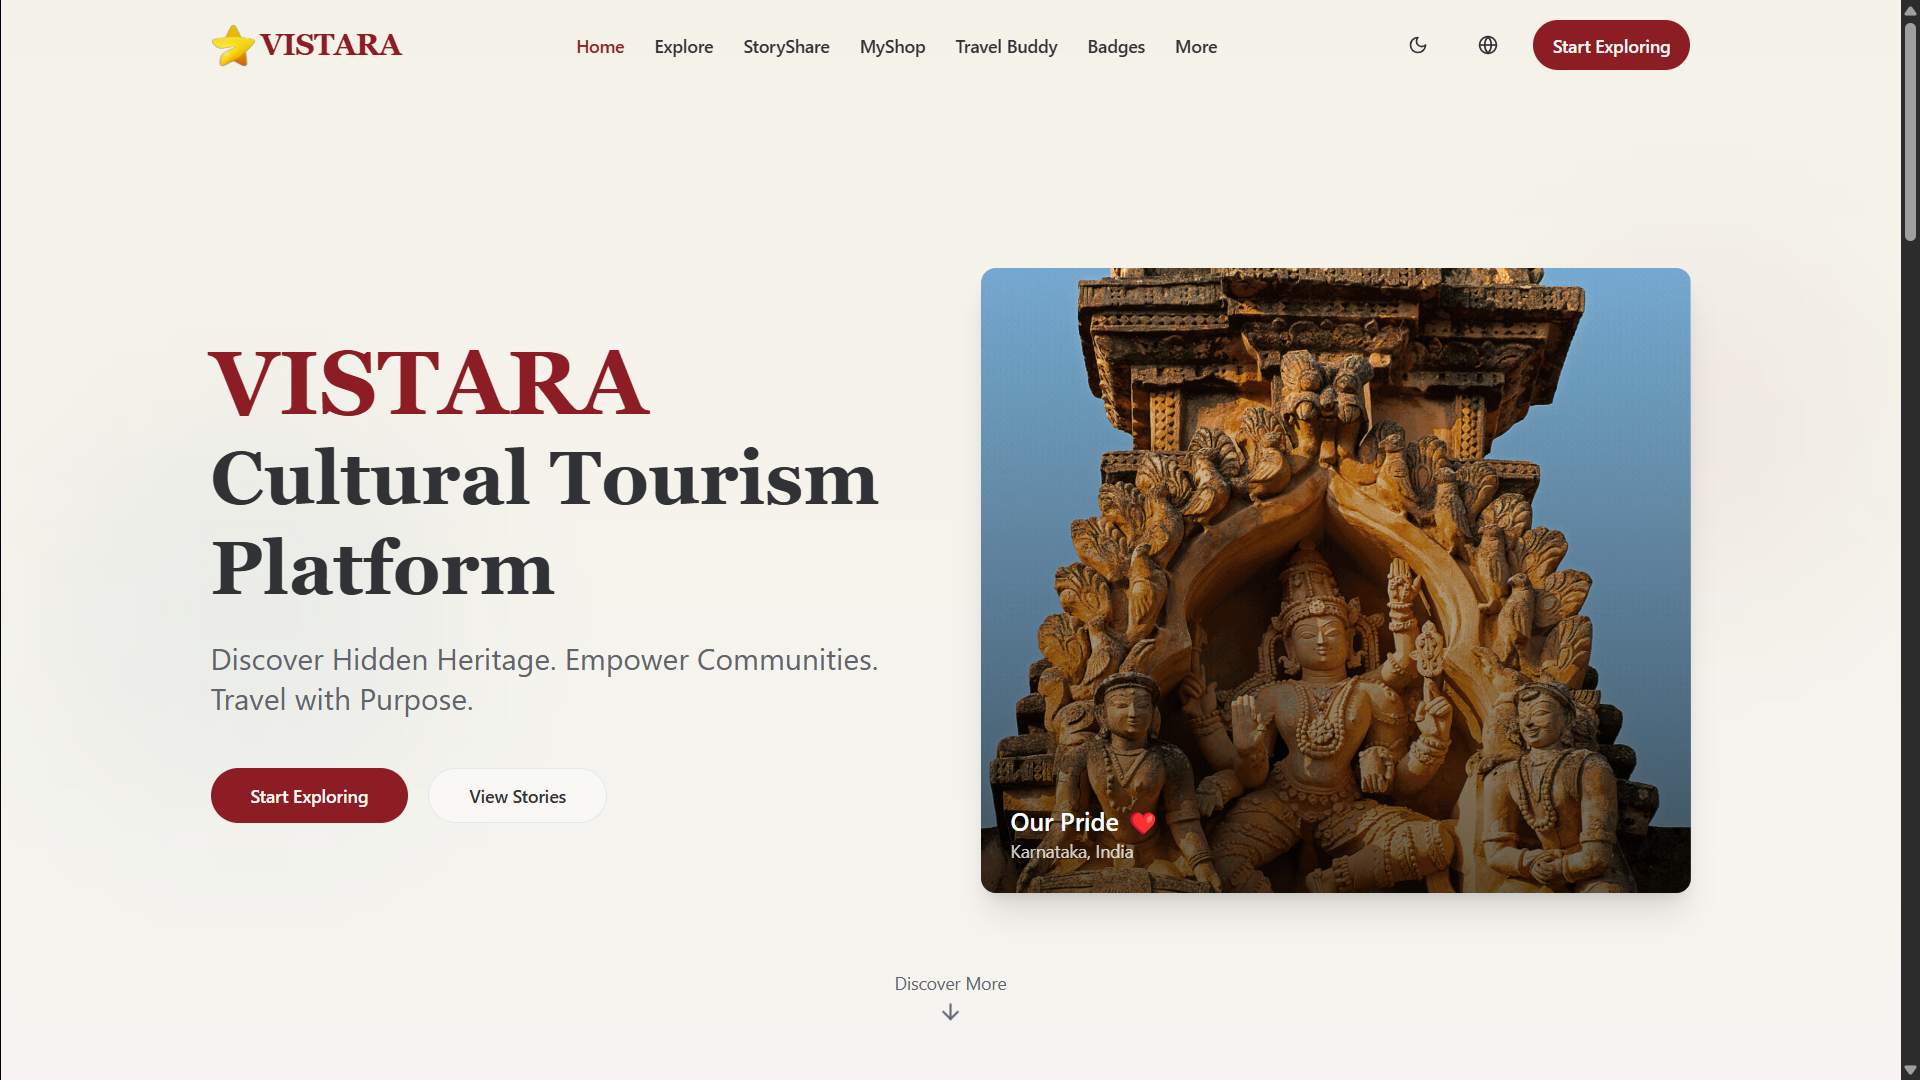 VISTARA
Home
Explore
StoryShare
MyShop
Travel Buddy
Badges
More
Start Exploring
VISTARA
Cultural Tourism
Platform
Discover Hidden Heritage. Empower Communities.
Travel with Purpose.
Start Exploring
View Stories
Our Pride ❤️
Karnataka, India
Discover More